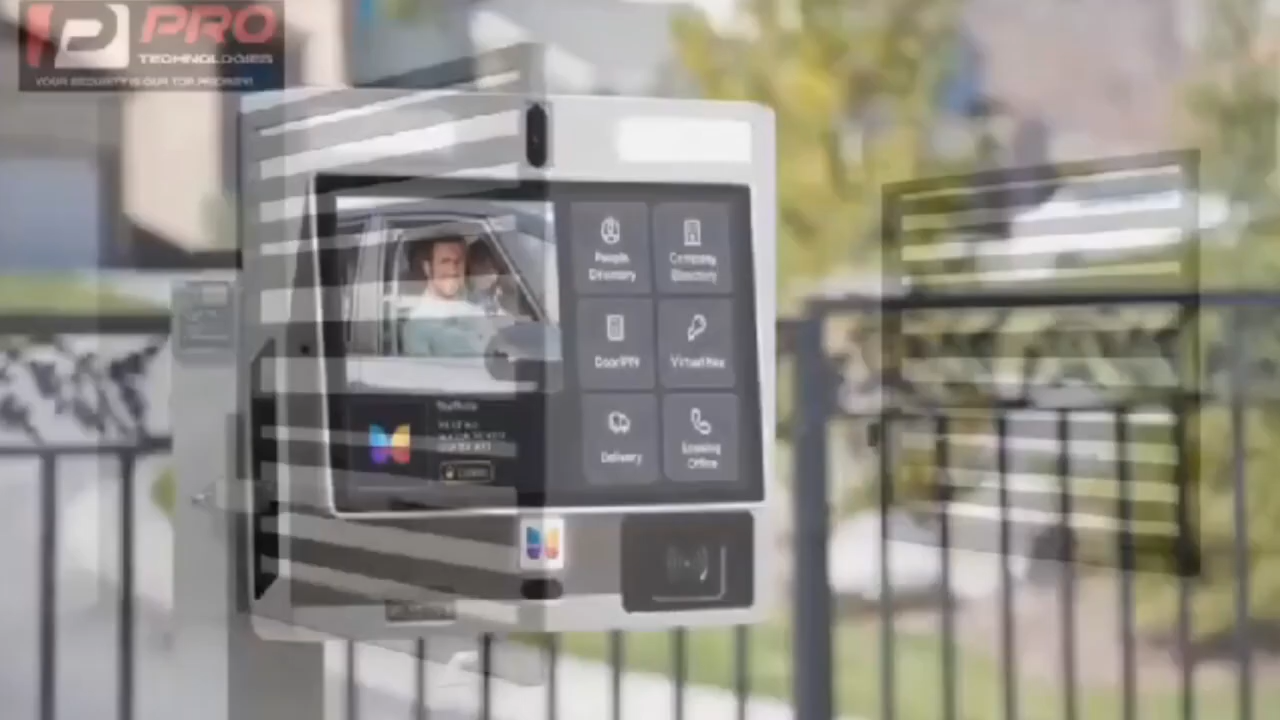 PRO
TECHNOLOGIES
YOUR SECURITY IS OUR TOP PRIORITY
People
Directory
Company
Directory
Door PIN
Virtual Key
Delivery
Leasing
Office